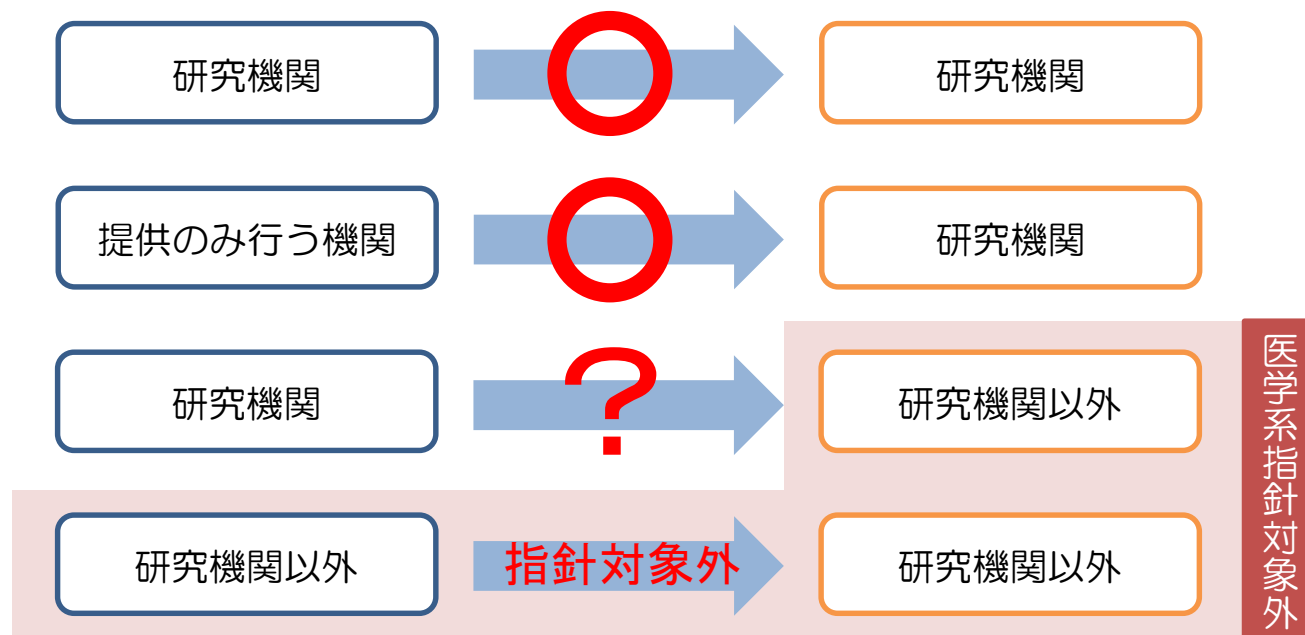 研究機関
研究機関
提供のみ行う機関
研究機関
研究機関
?
研究機関以外
研究機関以外
指針対象外
研究機関以外
医学系指針対象外